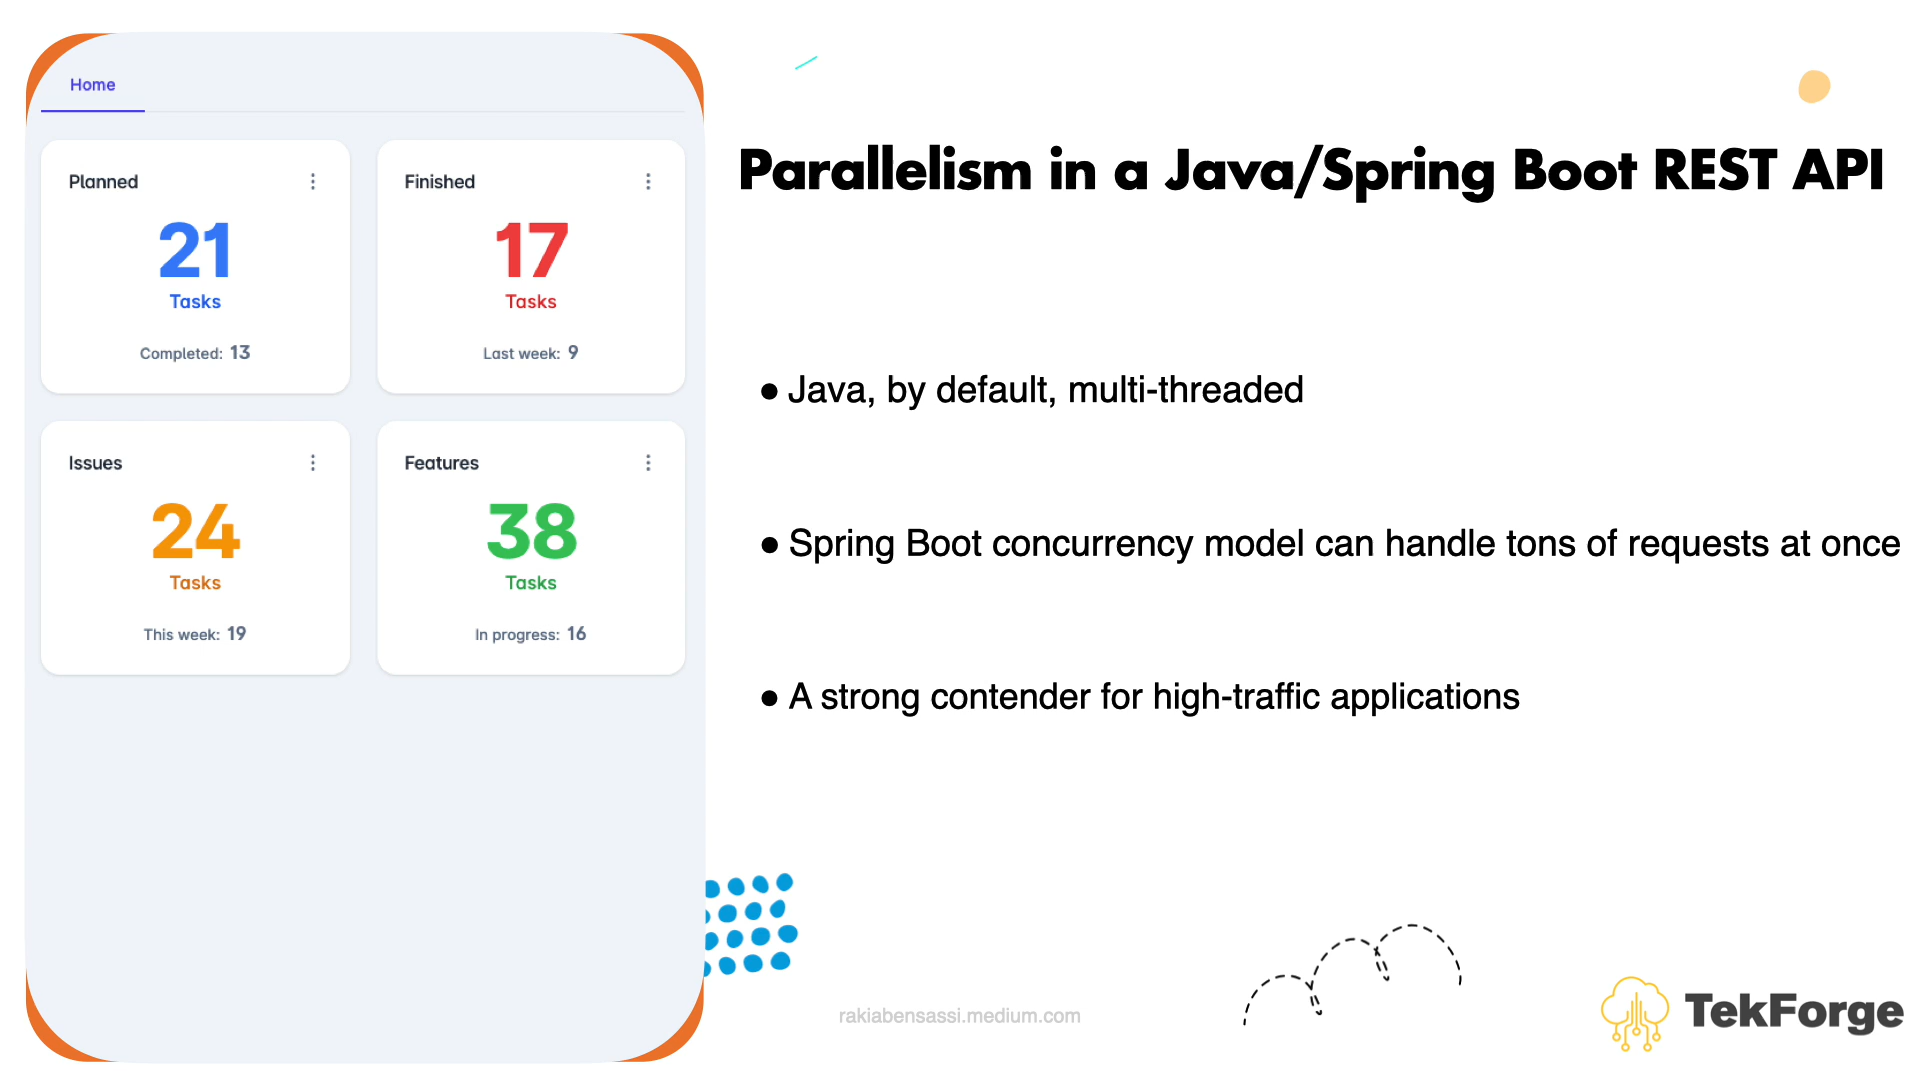 Home
Planned
21
Tasks
Completed: 13
Finished
17
Tasks
Last week: 9
Issues
24
Tasks
This week: 19
Features
38
Tasks
In progress: 16
Parallelism in a Java/Spring Boot REST API
● Java, by default, multi-threaded
● Spring Boot concurrency model can handle tons of requests at once
● A strong contender for high-traffic applications
rakiabensassi.medium.com
TekForge